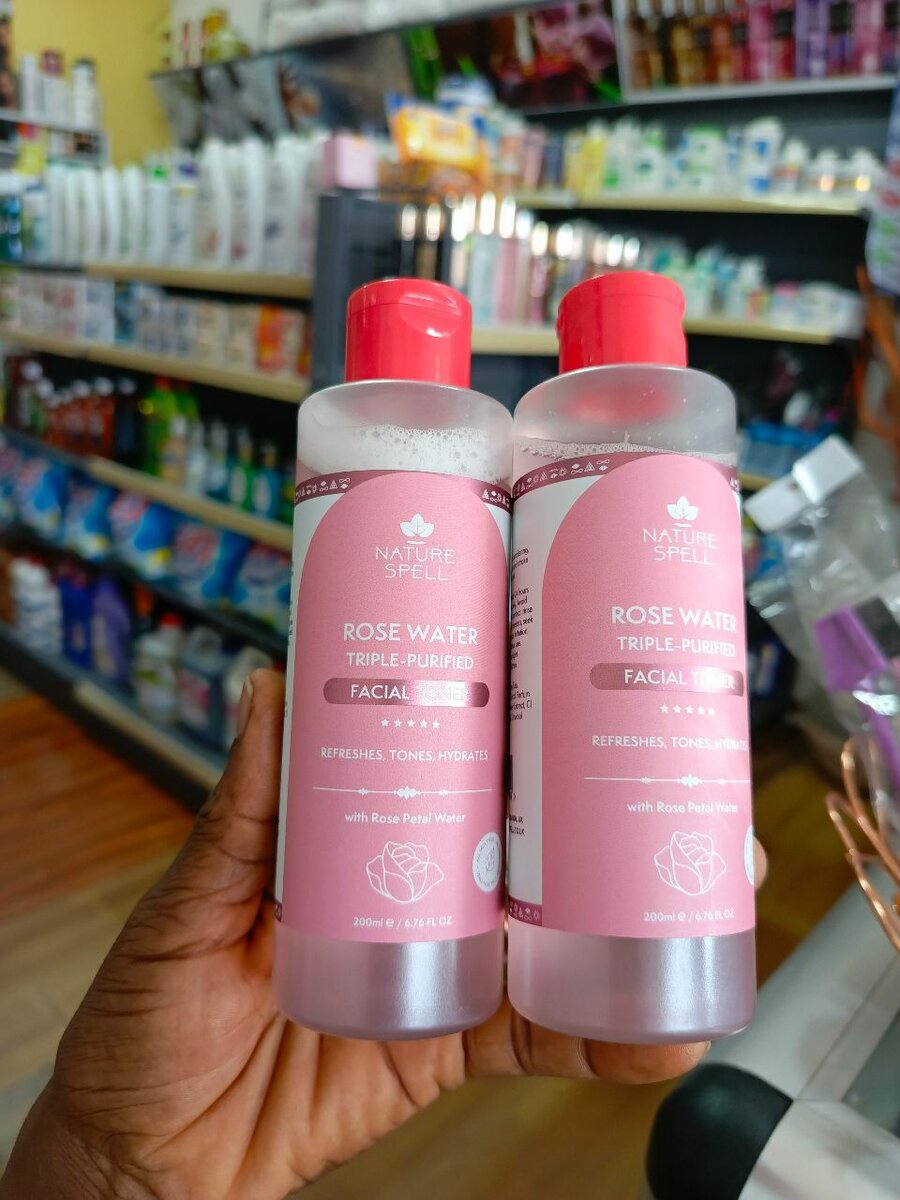 NATURE
SPELL
ROSE WATER
TRIPLE-PURIFIED
FACIAL TONER
REFRESHES, TONES, HYDRATES
with Rose Petal Water
200ml e / 6.76 FL OZ
NATURE
SPELL
ROSE WATER
TRIPLE-PURIFIED
FACIAL TONER
REFRESHES, TONES, HYDRATES
with Rose Petal Water
200ml e / 6.76 FL OZ